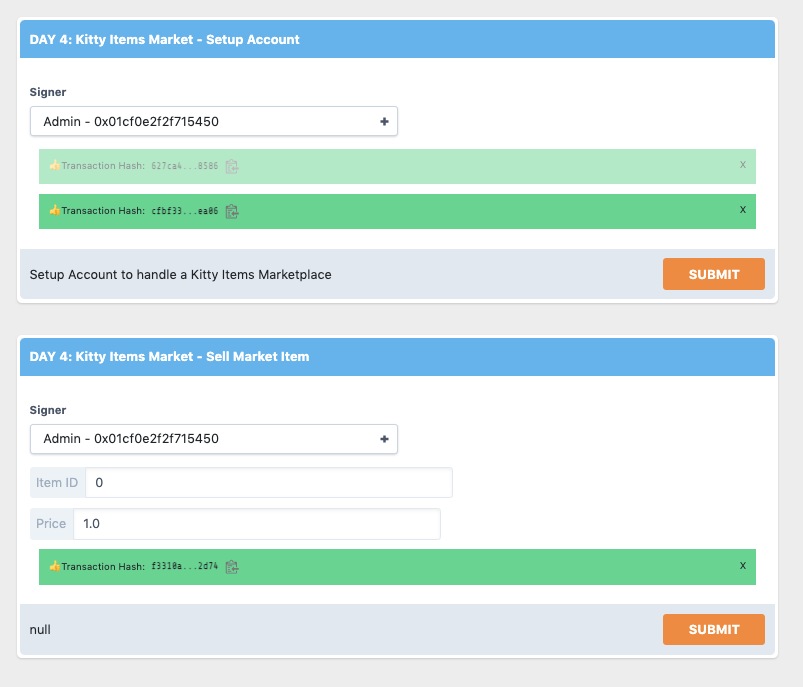 DAY 4: Kitty Items Market - Setup Account
Signer
Admin - 0x01cf0e2f2f715450 +
👍Transaction Hash: 627ca4...8586 x
👍Transaction Hash: cfbf33...ea06 x
Setup Account to handle a Kitty Items Marketplace SUBMIT
DAY 4: Kitty Items Market - Sell Market Item
Signer
Admin - 0x01cf0e2f2f715450 +
Item ID 0
Price 1.0
👍Transaction Hash: f3310a...2d74 x
null SUBMIT